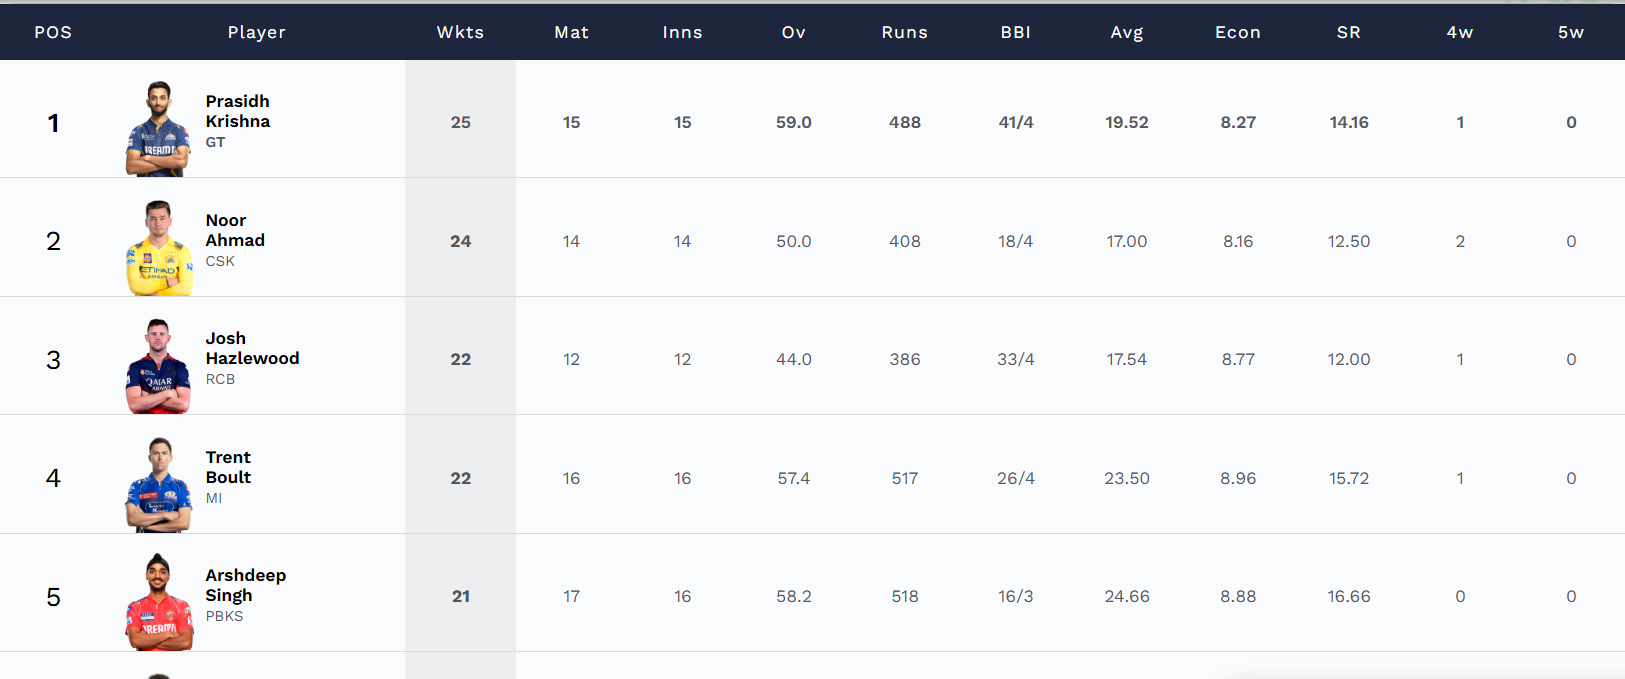 POS Player Wkts Mat Inns Ov Runs BBI Avg Econ SR 4w 5w
1 Prasidh Krishna GT 25 15 15 59.0 488 41/4 19.52 8.27 14.16 1 0
2 Noor Ahmad CSK 24 14 14 50.0 408 18/4 17.00 8.16 12.50 2 0
3 Josh Hazlewood RCB 22 12 12 44.0 386 33/4 17.54 8.77 12.00 1 0
4 Trent Boult MI 22 16 16 57.4 517 26/4 23.50 8.96 15.72 1 0
5 Arshdeep Singh PBKS 21 17 16 58.2 518 16/3 24.66 8.88 16.66 0 0